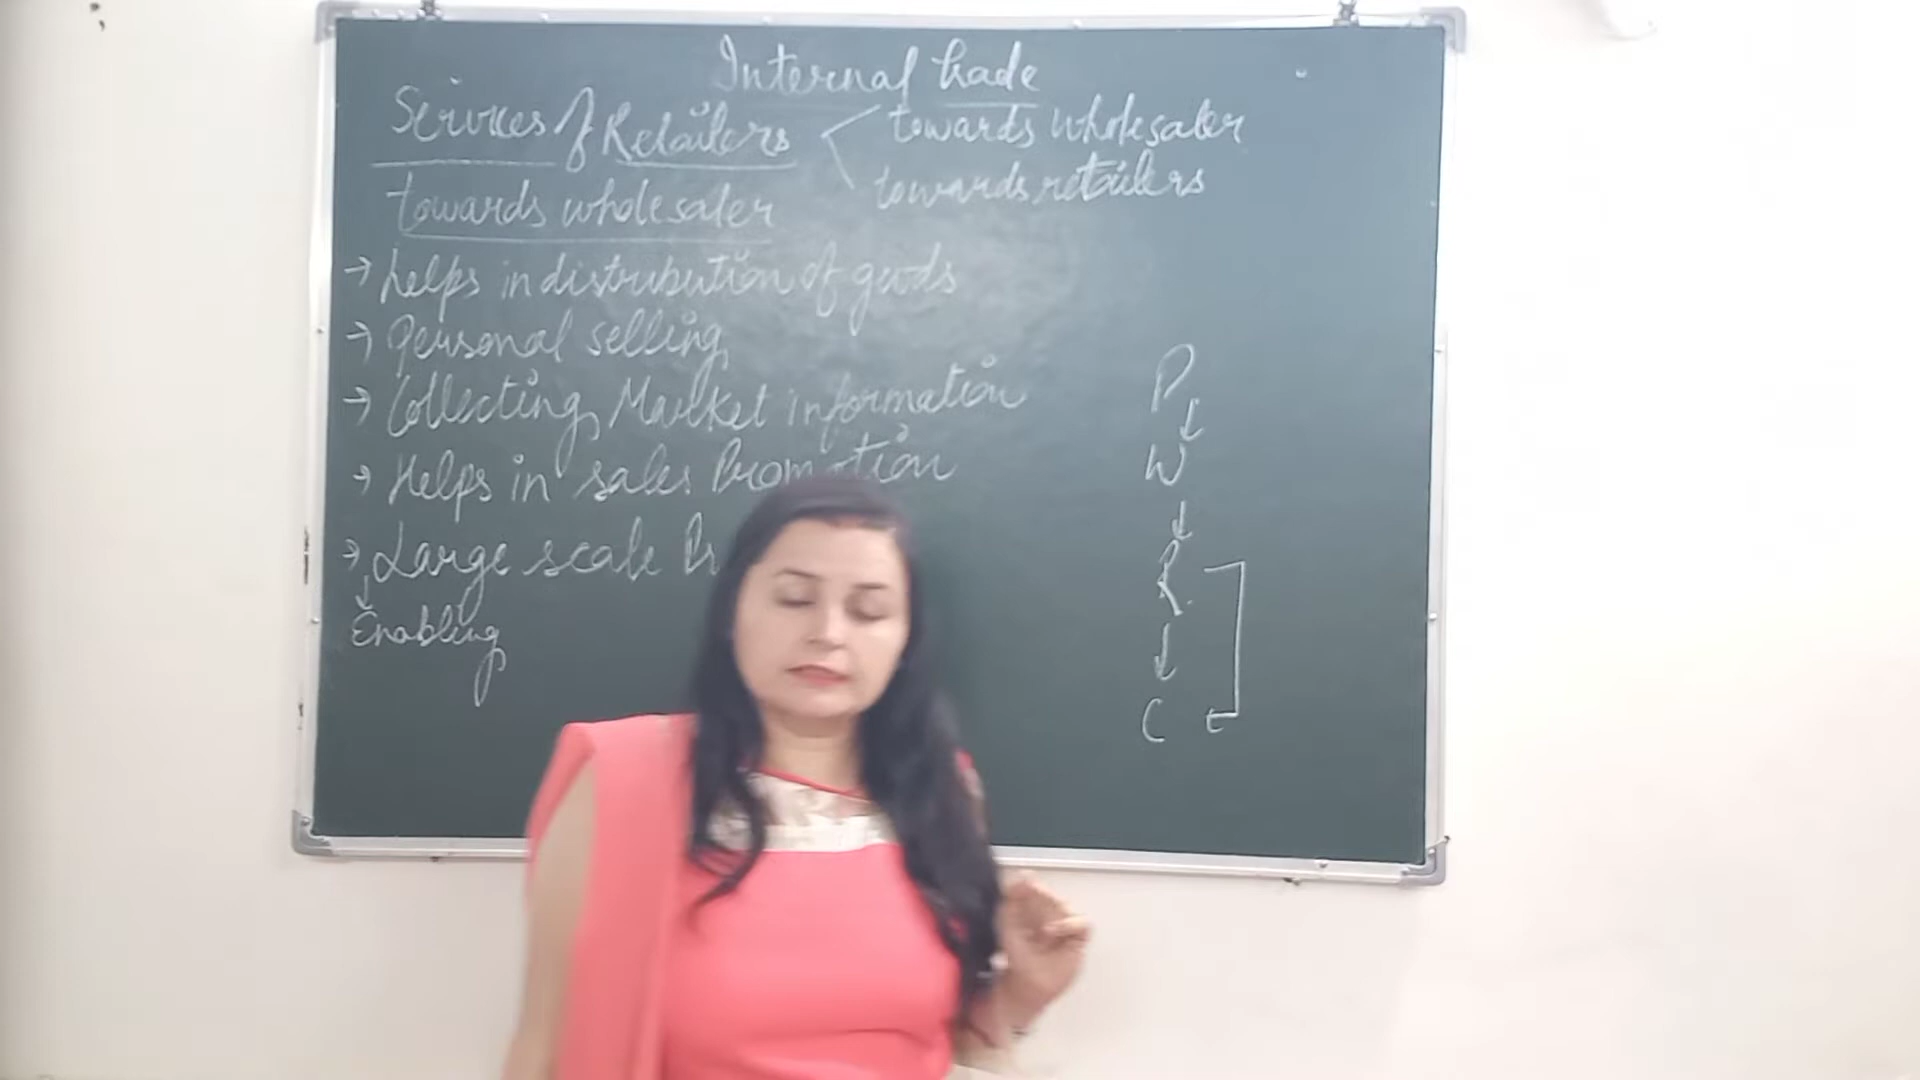 Internal trade
Services of Retailers
towards wholesaler
towards retailers
towards wholesaler
→ helps in distribution of goods
→ Personal selling
→ Collecting Market information
→ Helps in sales Promotion
→ Large scale Pr
↓
Enabling
P
↓
W
↓
R
↓
C